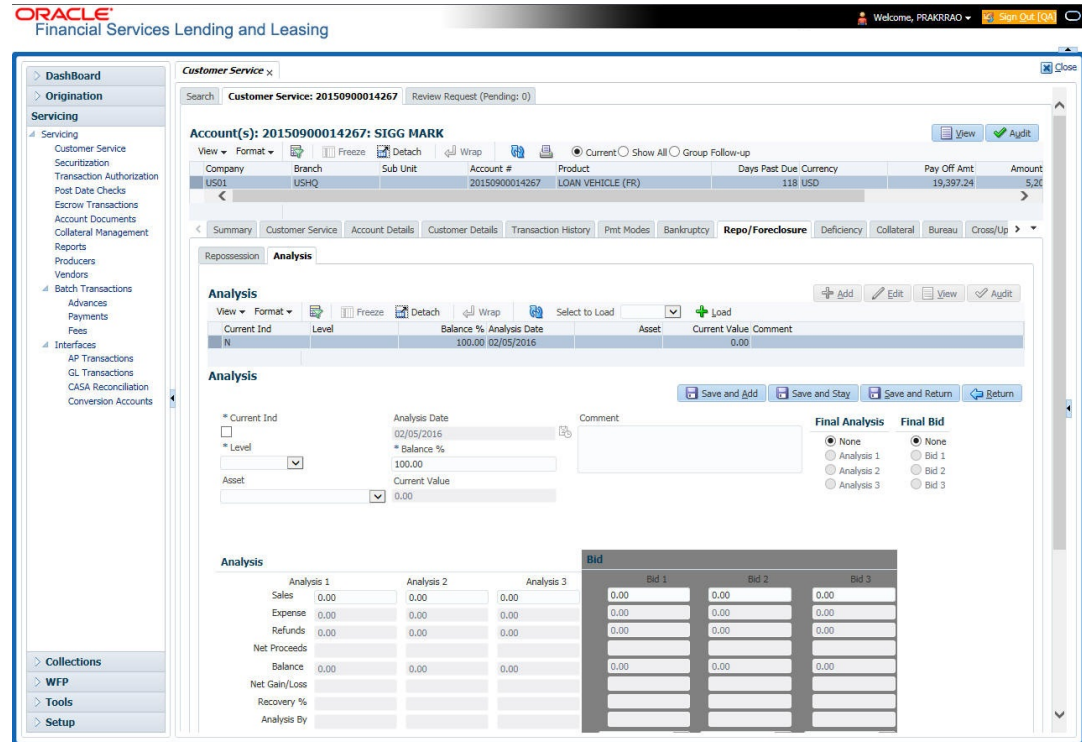 ORACLE
Financial Services Lending and Leasing
Welcome, PRAKRRAO Sign Out [QA]
Close
DashBoard
Origination
Servicing
Servicing
Customer Service
Securitization
Transaction Authorization
Post Date Checks
Escrow Transactions
Account Documents
Collateral Management
Reports
Producers
Vendors
Batch Transactions
Advances
Payments
Fees
Interfaces
AP Transactions
GL Transactions
CASA Reconciliation
Conversion Accounts
Collections
WFP
Tools
Setup
Customer Service x
Search Customer Service: 20150900014267 Review Request (Pending: 0)
Account(s): 20150900014267: SIGG MARK View Audit
View Format Freeze Detach Wrap Current Show All Group Follow-up
Company Branch Sub Unit Account # Product Days Past Due Currency Pay Off Amt Amount
US01 USHQ 20150900014267 LOAN VEHICLE (FR) 118 USD 19,397.24 5,20
Summary Customer Service Account Details Customer Details Transaction History Pmt Modes Bankruptcy Repo/Foreclosure Deficiency Collateral Bureau Cross/Up
Repossession Analysis
Analysis Add Edit View Audit
View Format Freeze Detach Wrap Select to Load Load
Current Ind Level Balance % Analysis Date Asset Current Value Comment
N 100.00 02/05/2016 0.00
Analysis
Save and Add Save and Stay Save and Return Return
* Current Ind Analysis Date Comment Final Analysis Final Bid
02/05/2016 None None
* Level * Balance % Analysis 1 Bid 1
100.00 Analysis 2 Bid 2
Asset Current Value Analysis 3 Bid 3
0.00
Analysis Bid
Analysis 1 Analysis 2 Analysis 3 Bid 1 Bid 2 Bid 3
Sales 0.00 0.00 0.00 0.00 0.00 0.00
Expense 0.00 0.00 0.00 0.00 0.00 0.00
Refunds 0.00 0.00 0.00 0.00 0.00 0.00
Net Proceeds
Balance 0.00 0.00 0.00 0.00 0.00 0.00
Net Gain/Loss
Recovery %
Analysis By